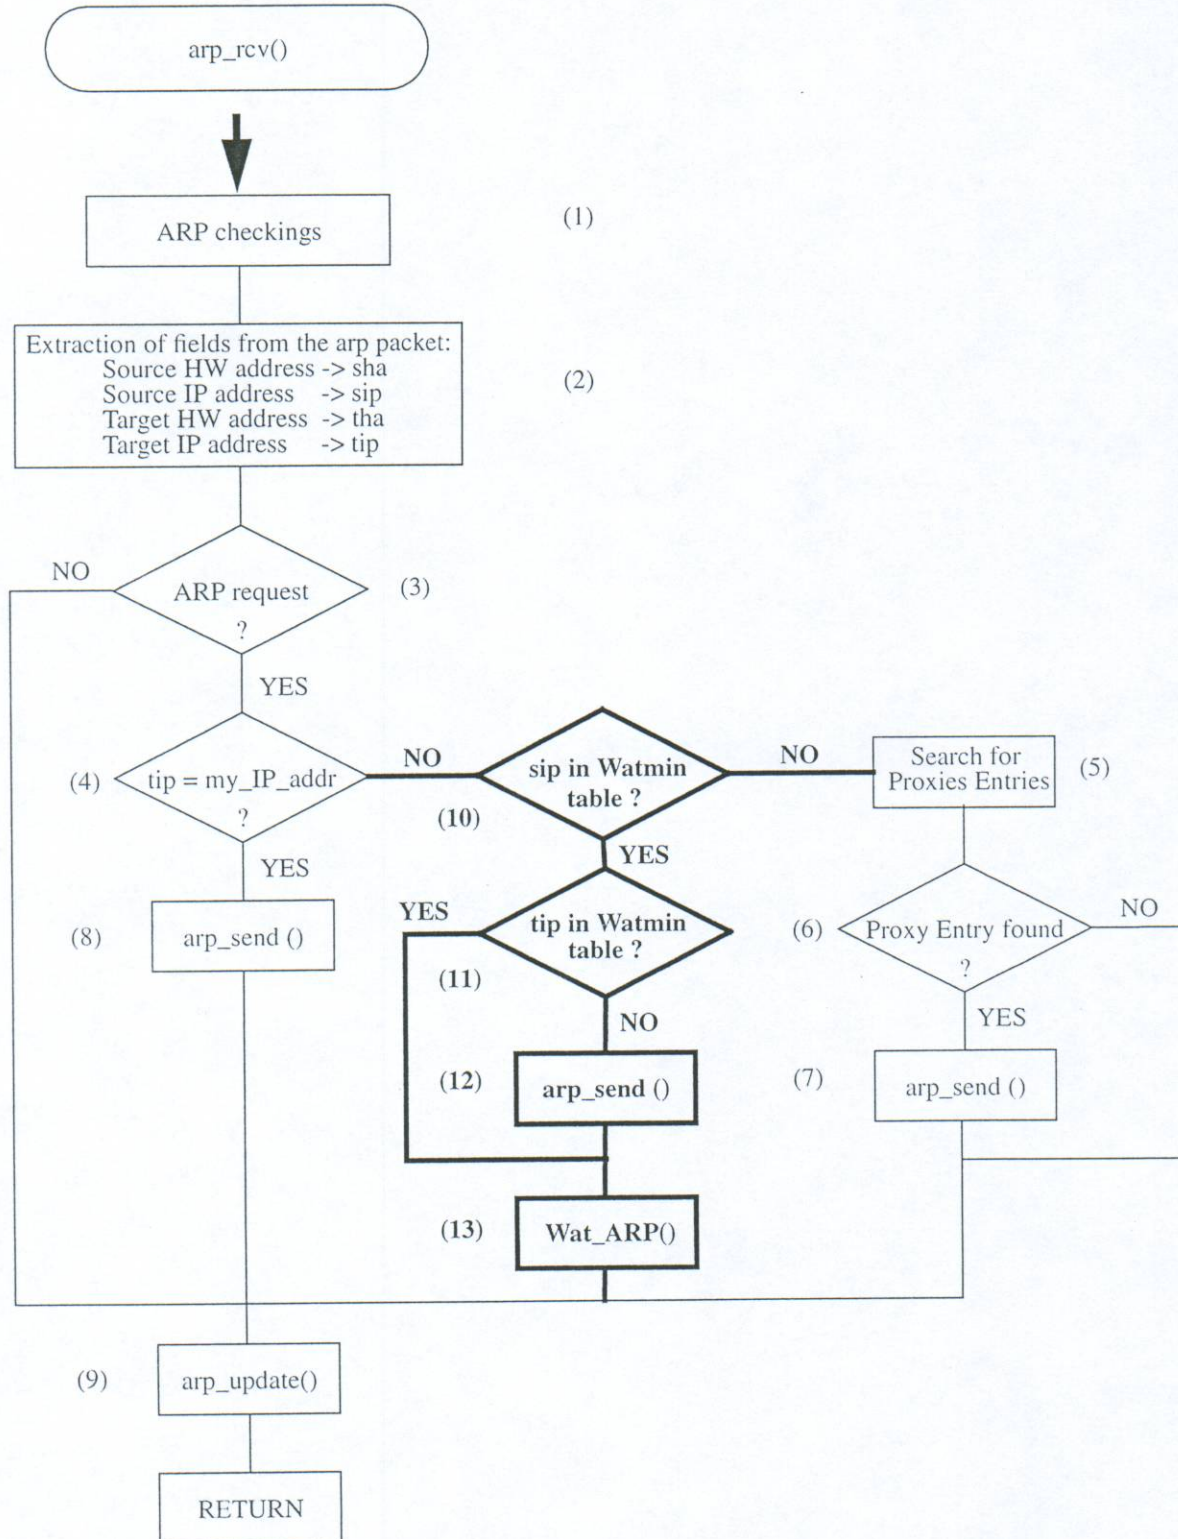 arp_rcv()
ARP checkings
(1)
Extraction of fields from the arp packet:
Source HW address -> sha
Source IP address -> sip
Target HW address -> tha
Target IP address -> tip
(2)
NO
ARP request
?
(3)
YES
(4)
tip = my_IP_addr
?
NO
sip in Watmin
table ?
(10)
NO
Search for
Proxies Entries
(5)
YES
YES
(8)
arp_send ()
YES
tip in Watmin
table ?
(11)
(6)
Proxy Entry found
?
NO
NO
YES
(12)
arp_send ()
(7)
arp_send ()
(13)
Wat_ARP()
(9)
arp_update()
RETURN